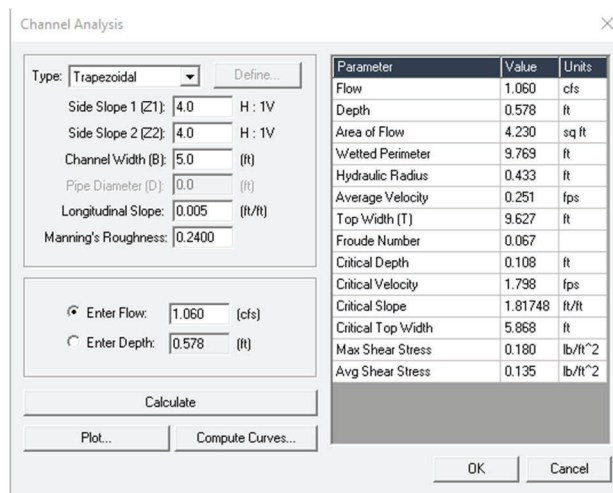 Channel Analysis
Type: Trapezoidal Define...
Side Slope 1 (Z1): 4.0 H : 1V
Side Slope 2 (Z2): 4.0 H : 1V
Channel Width (B): 5.0 (ft)
Pipe Diameter (D): 0.0 (ft)
Longitudinal Slope: 0.005 (ft/ft)
Manning's Roughness: 0.2400
Enter Flow: 1.060 (cfs)
Enter Depth: 0.578 (ft)
Calculate
Plot... Compute Curves...
Parameter Value Units
Flow 1.060 cfs
Depth 0.578 ft
Area of Flow 4.230 sq ft
Wetted Perimeter 9.769 ft
Hydraulic Radius 0.433 ft
Average Velocity 0.251 fps
Top Width (T) 9.627 ft
Froude Number 0.067
Critical Depth 0.108 ft
Critical Velocity 1.798 fps
Critical Slope 1.81748 ft/ft
Critical Top Width 5.868 ft
Max Shear Stress 0.180 lb/ft^2
Avg Shear Stress 0.135 lb/ft^2
OK Cancel